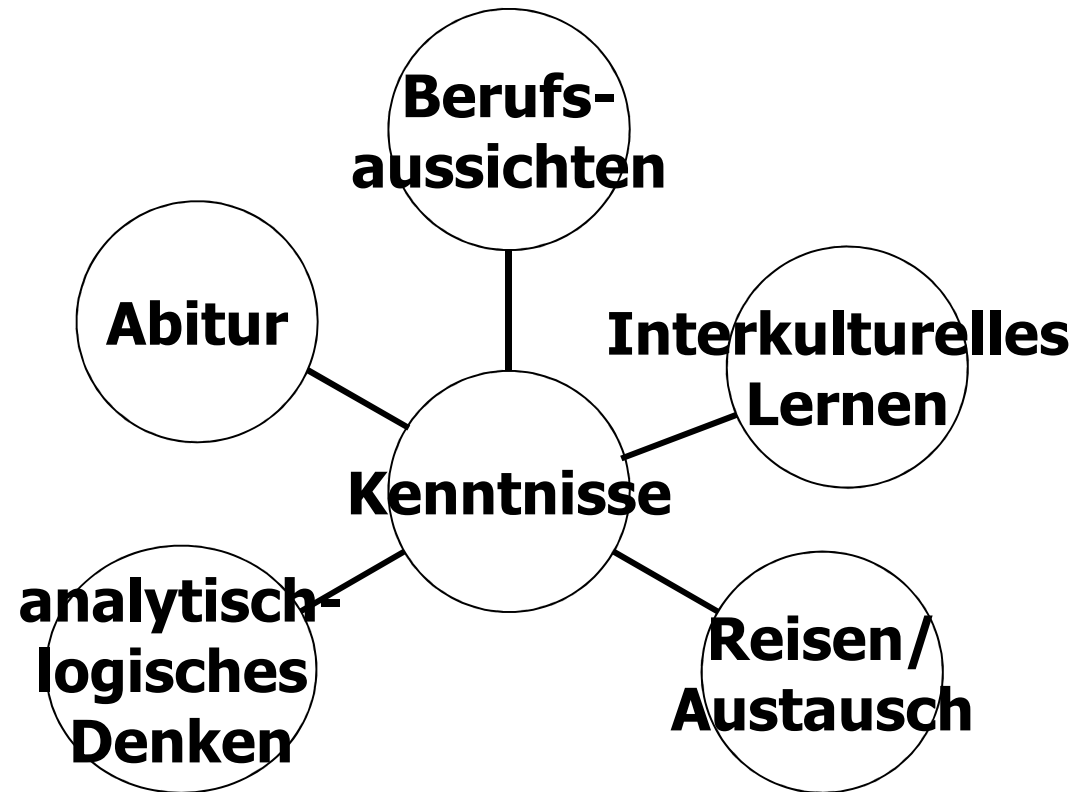 Berufs-
aussichten
Abitur
Interkulturelles
Lernen
Kenntnisse
analytisch-
logisches
Denken
Reisen/
Austausch